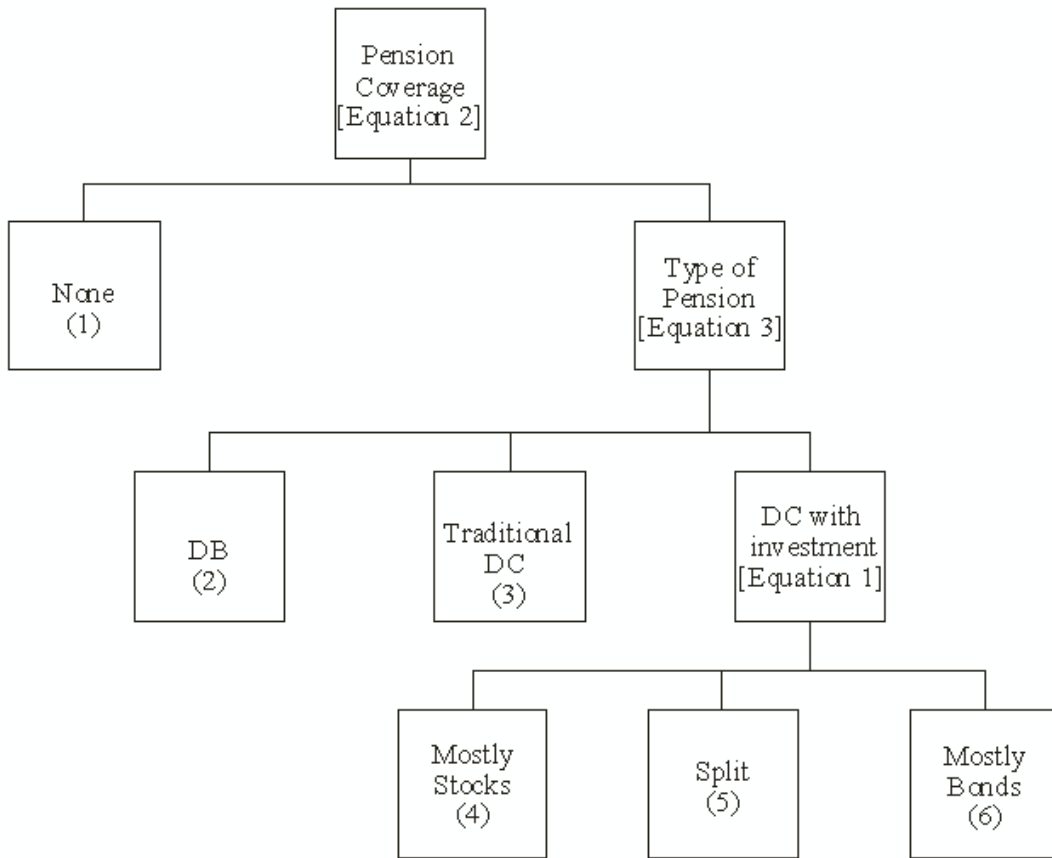 Pension
Coverage
[Equation 2]
None
(1)
Type of
Pension
[Equation 3]
DB
(2)
Traditional
DC
(3)
DC with
investment
[Equation 1]
Mostly
Stocks
(4)
Split
(5)
Mostly
Bonds
(6)